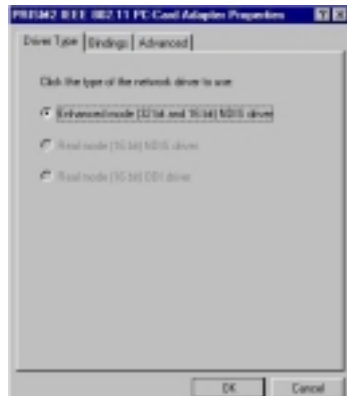 PRISM2 IEEE 802.11 PC Card Adapter Properties
Driver Type
Bindings
Advanced
Click the type of the network driver to use:
Enhanced mode (32 bit and 16 bit) NDIS driver
Real mode (16 bit) NDIS driver
Real mode (16 bit) ODI driver
OK
Cancel